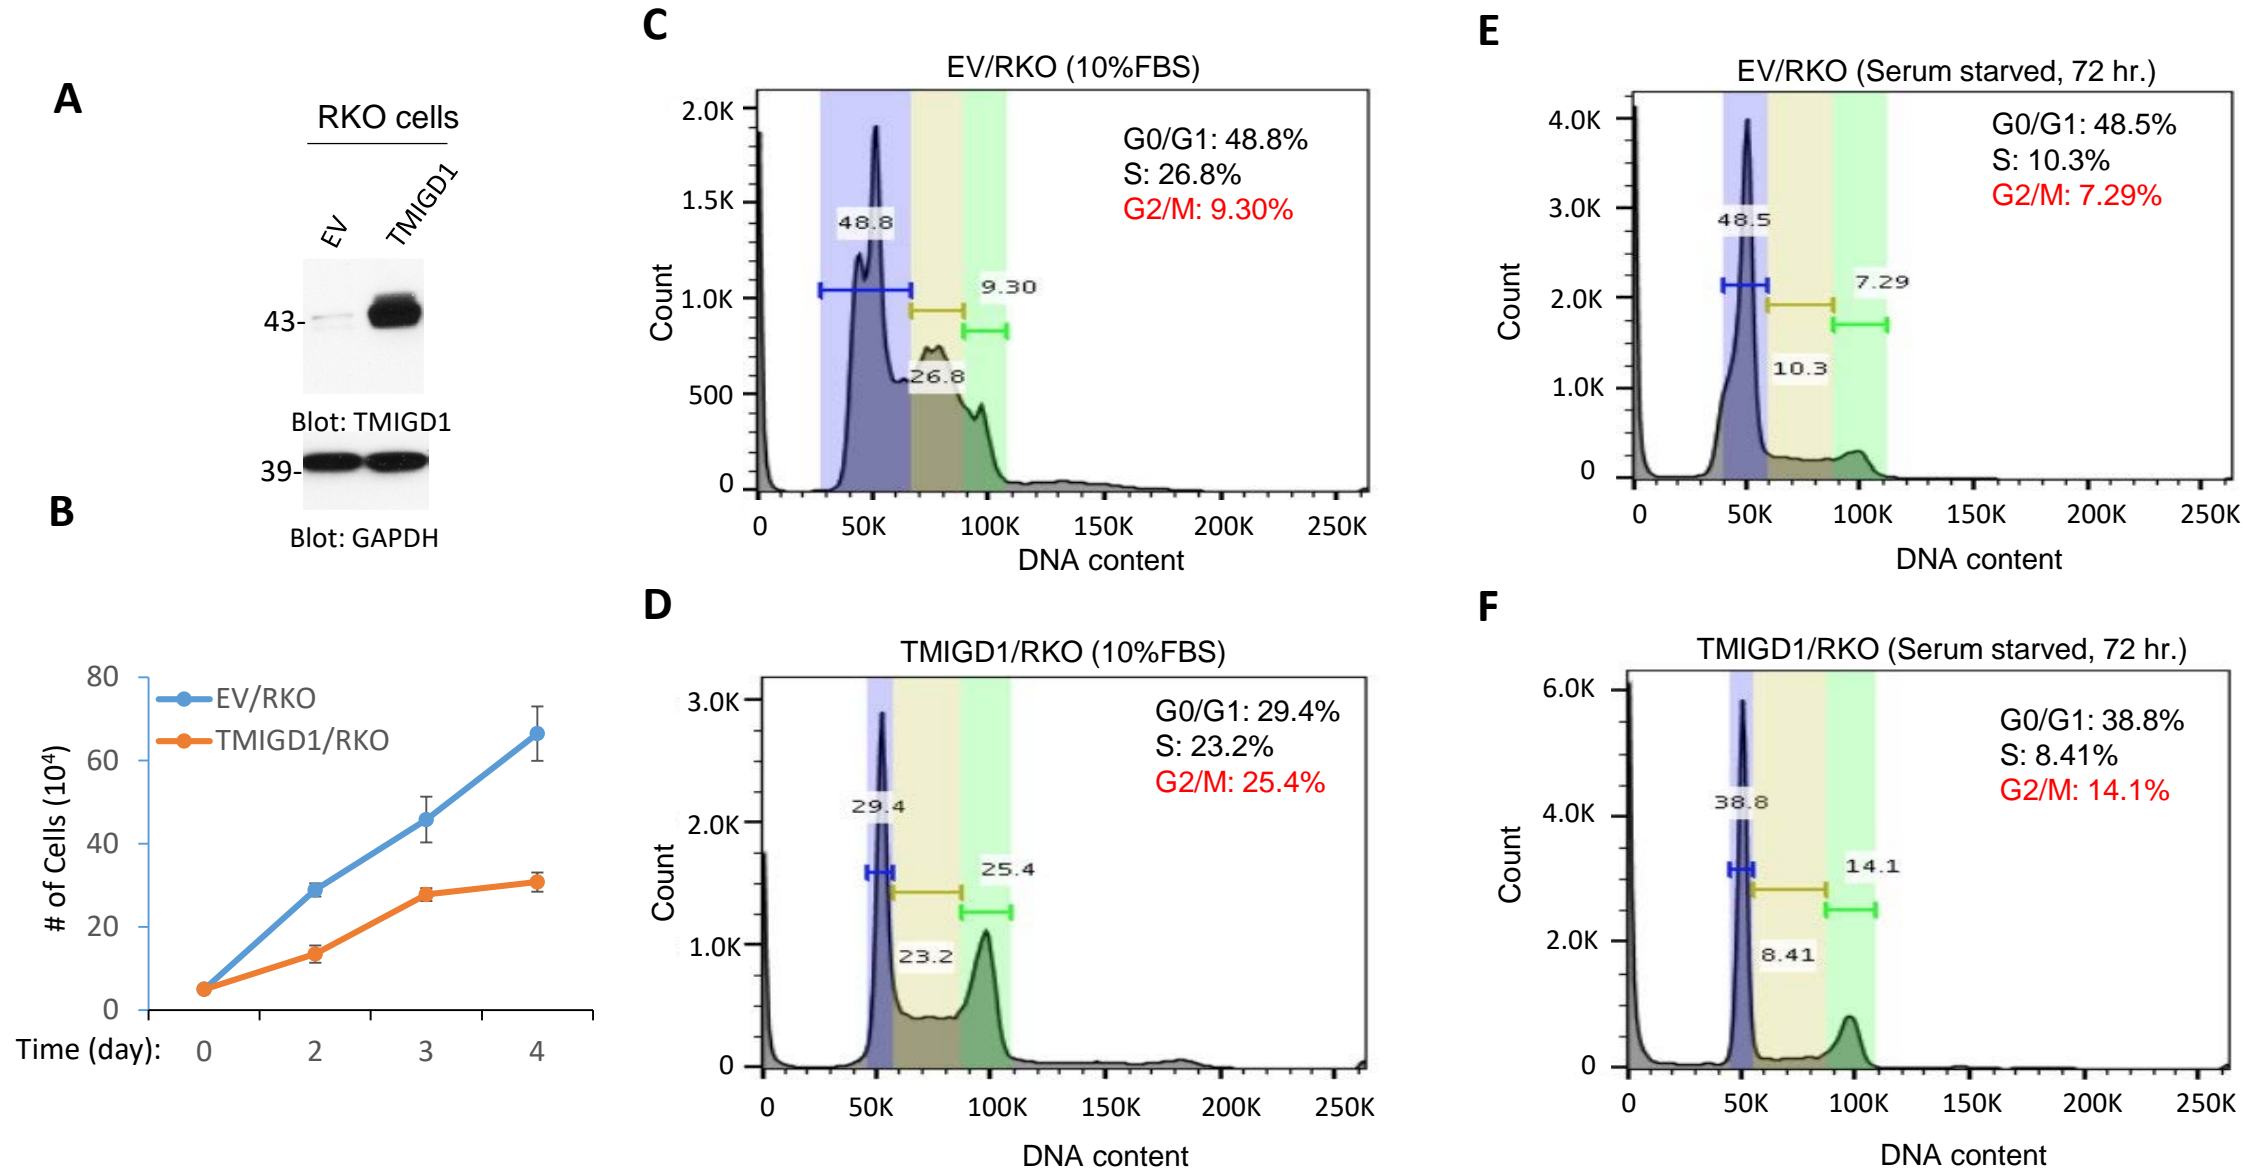 A
RKO cells
EV
TMIGD1
43-
Blot: TMIGD1
39-
Blot: GAPDH
B
80
60
40
20
0
# of Cells (10⁴)
EV/RKO
TMIGD1/RKO
Time (day):
0
2
3
4
C
EV/RKO (10%FBS)
2.0K
1.5K
1.0K
500
0
Count
G0/G1: 48.8%
S: 26.8%
G2/M: 9.30%
48.8
9.30
26.8
0
50K
100K
150K
200K
250K
DNA content
D
TMIGD1/RKO (10%FBS)
3.0K
2.0K
1.0K
0
Count
G0/G1: 29.4%
S: 23.2%
G2/M: 25.4%
29.4
25.4
23.2
0
50K
100K
150K
200K
250K
DNA content
E
EV/RKO (Serum starved, 72 hr.)
4.0K
3.0K
2.0K
1.0K
0
Count
G0/G1: 48.5%
S: 10.3%
G2/M: 7.29%
48.5
7.29
10.3
0
50K
100K
150K
200K
250K
DNA content
F
TMIGD1/RKO (Serum starved, 72 hr.)
6.0K
4.0K
2.0K
0
Count
G0/G1: 38.8%
S: 8.41%
G2/M: 14.1%
38.8
14.1
8.41
0
50K
100K
150K
200K
250K
DNA content